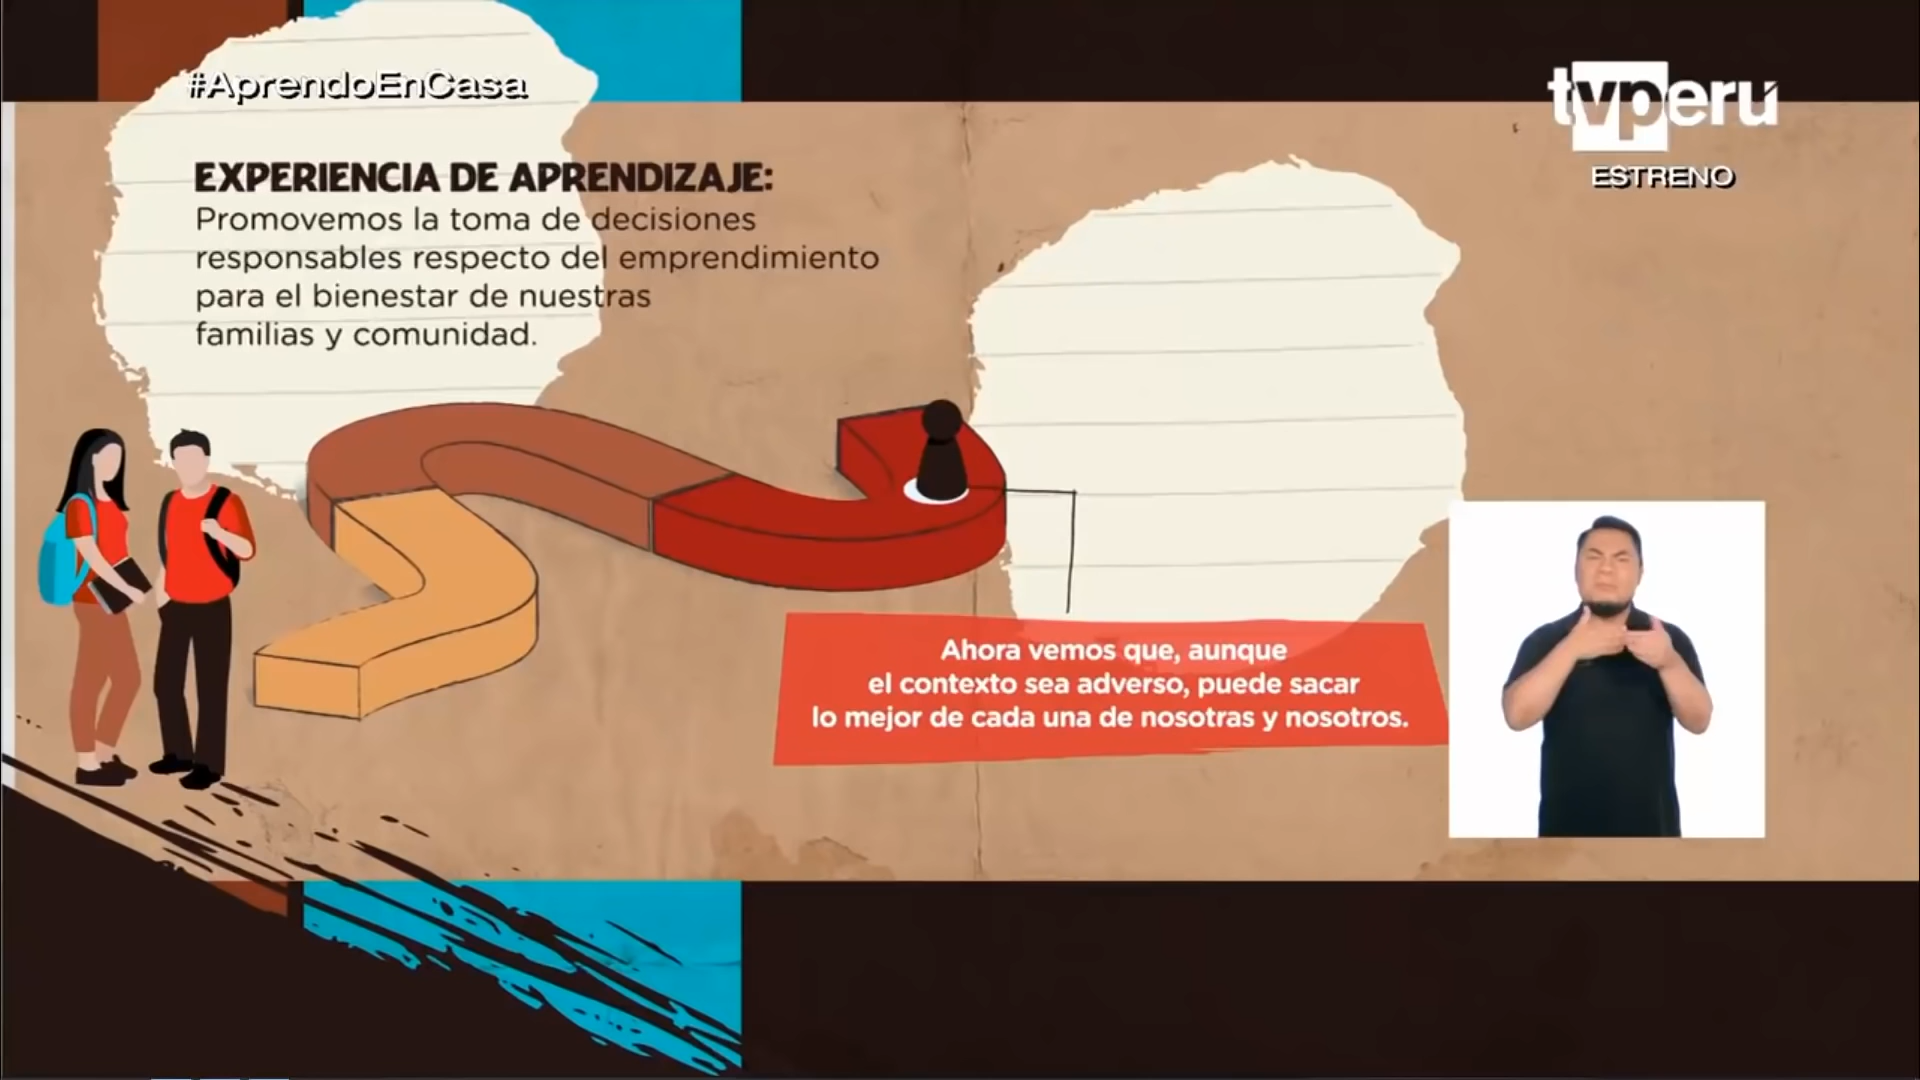 #AprendoEnCasa
tvperú
ESTRENO
EXPERIENCIA DE APRENDIZAJE:
Promovemos la toma de decisiones
responsables respecto del emprendimiento
para el bienestar de nuestras
familias y comunidad.
Ahora vemos que, aunque
el contexto sea adverso, puede sacar
lo mejor de cada una de nosotras y nosotros.